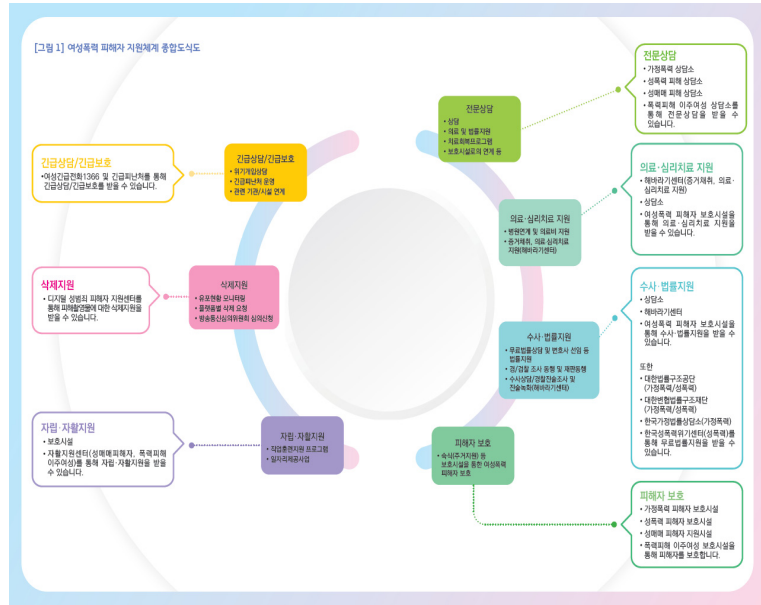 [그림 1] 여성폭력 피해자 지원체계 종합도식도
긴급상담/긴급보호
•여성긴급전화1366 및 긴급피난처를 통해
긴급상담/긴급보호를 받을 수 있습니다.
긴급상담/긴급보호
• 위기개입상담
• 긴급피난처 운영
• 관련 기관/시설 연계
삭제지원
• 디지털 성범죄 피해자 지원센터를
통해 피해촬영물에 대한 삭제지원을
받을 수 있습니다.
삭제지원
• 유포현황 모니터링
• 플랫폼별 삭제 요청
• 방송통신심의위원회 심의신청
자립·자활지원
• 보호시설
• 자활지원센터(성매매피해자, 폭력피해
이주여성)를 통해 자립·자활지원을 받을
수 있습니다.
자립·자활지원
• 직업훈련지원 프로그램
• 일자리제공사업
전문상담
• 상담
• 의료 및 법률지원
• 치료회복프로그램
• 보호시설로의 연계 등
전문상담
• 가정폭력 상담소
• 성폭력 피해 상담소
• 성매매 피해 상담소
• 폭력피해 이주여성 상담소를
통해 전문상담을 받을 수
있습니다.
의료·심리치료 지원
• 병원연계 및 의료비 지원
• 증거채취, 의료·심리치료
지원(해바라기센터)
의료·심리치료 지원
• 해바라기센터(증거채취, 의료·
심리치료 지원)
• 상담소
• 여성폭력 피해자 보호시설을
통해 의료·심리치료 지원을
받을 수 있습니다.
수사·법률지원
• 무료법률상담 및 변호사 선임 등
법률지원
• 검/경찰 조사 동행 및 재판동행
• 수사상담/경찰진술조사 및
진술녹화(해바라기센터)
수사·법률지원
• 상담소
• 해바라기센터
• 여성폭력 피해자 보호시설을
통해 수사·법률지원을 받을 수
있습니다.
또한
• 대한법률구조공단
(가정폭력/성폭력)
• 대한변협법률구조재단
(가정폭력/성폭력)
• 한국가정법률상담소(가정폭력)
• 한국성폭력위기센터(성폭력)를
통해 무료법률지원을 받을 수
있습니다.
피해자 보호
• 숙식(주거지원) 등
보호시설을 통한 여성폭력
피해자 보호
피해자 보호
• 가정폭력 피해자 보호시설
• 성폭력 피해자 보호시설
• 성매매 피해자 지원시설
• 폭력피해 이주여성 보호시설을
통해 피해자를 보호합니다.